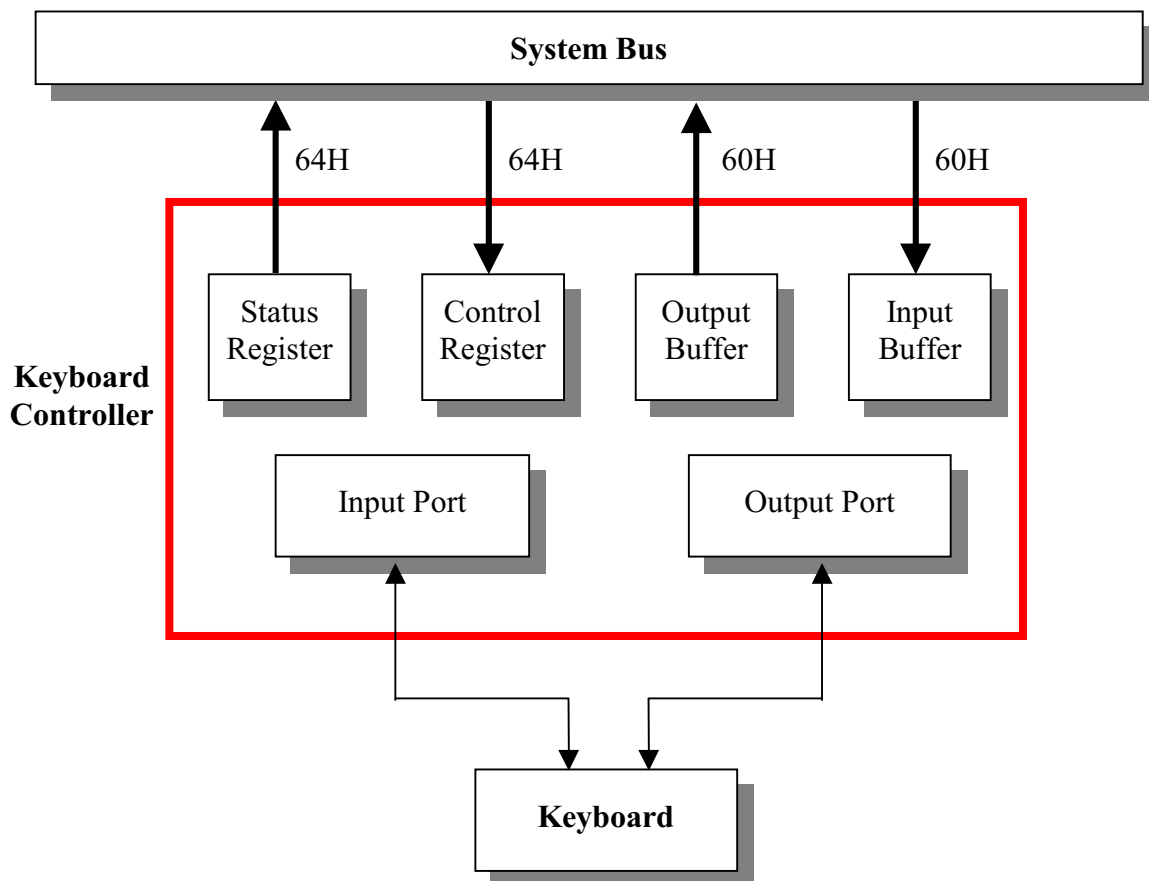 System Bus
64H
64H
60H
60H
Status
Register
Control
Register
Output
Buffer
Input
Buffer
Keyboard
Controller
Input Port
Output Port
Keyboard